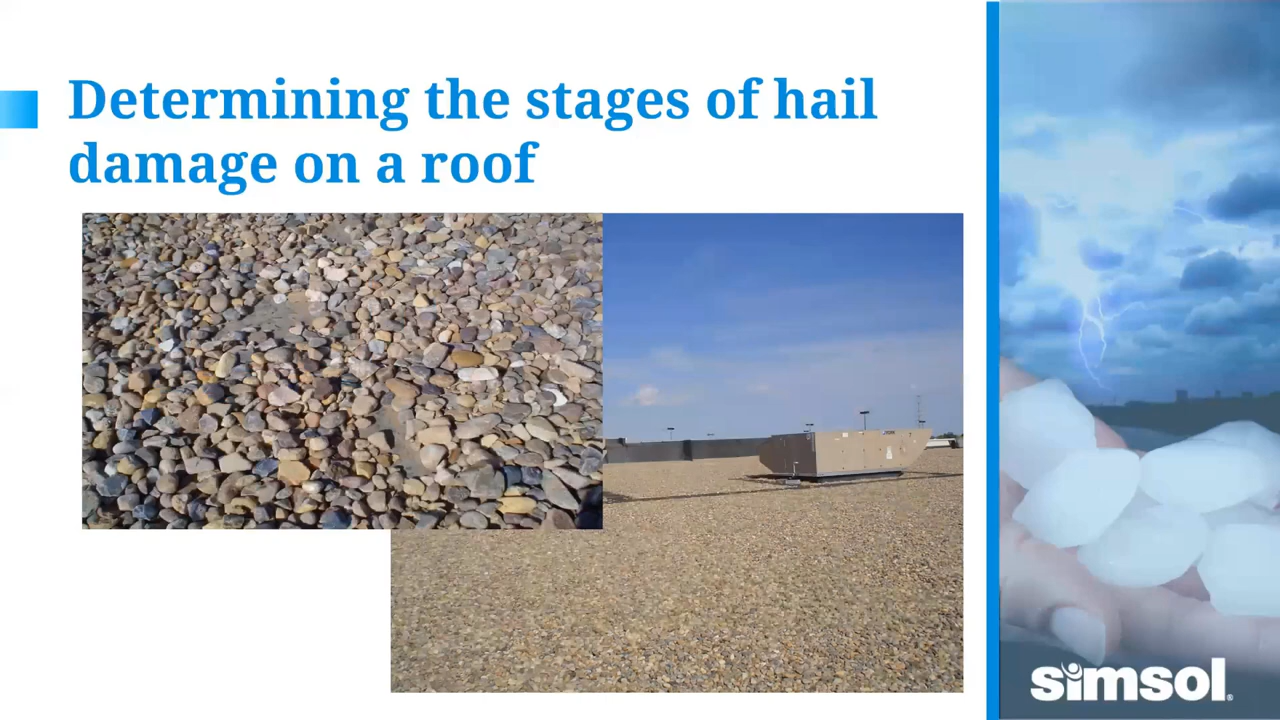 Determining the stages of hail
damage on a roof
simsol®